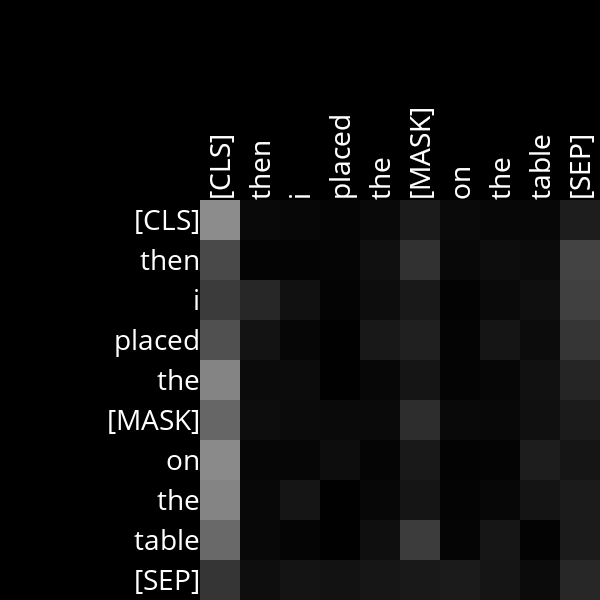 [CLS] then i placed the [MASK] on the table [SEP]
[CLS]
then
i
placed
the
[MASK]
on
the
table
[SEP]